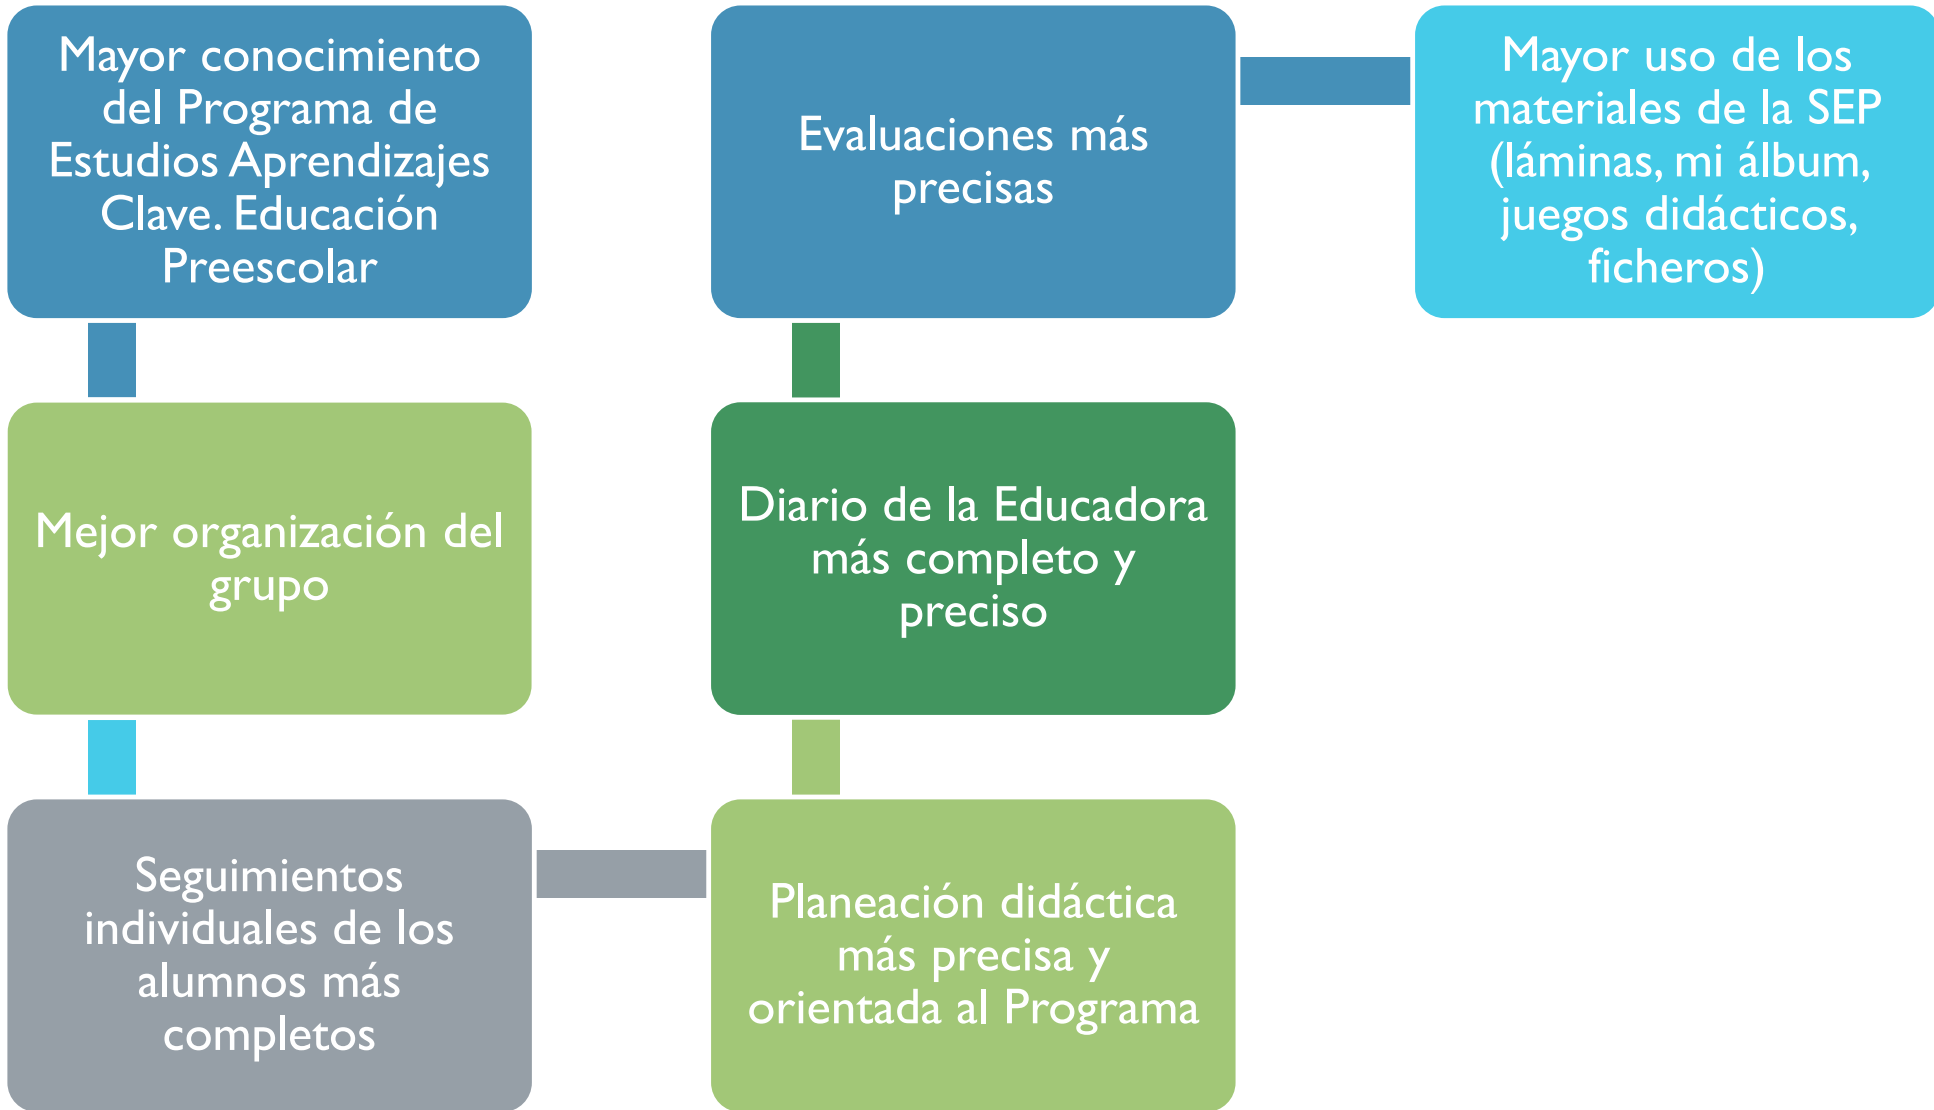 Mayor conocimiento
del Programa de
Estudios Aprendizajes
Clave. Educación
Preescolar
Mejor organización del
grupo
Seguimientos
individuales de los
alumnos más
completos
Planeación didáctica
más precisa y
orientada al Programa
Diario de la Educadora
más completo y
preciso
Evaluaciones más
precisas
Mayor uso de los
materiales de la SEP
(láminas, mi álbum,
juegos didácticos,
ficheros)